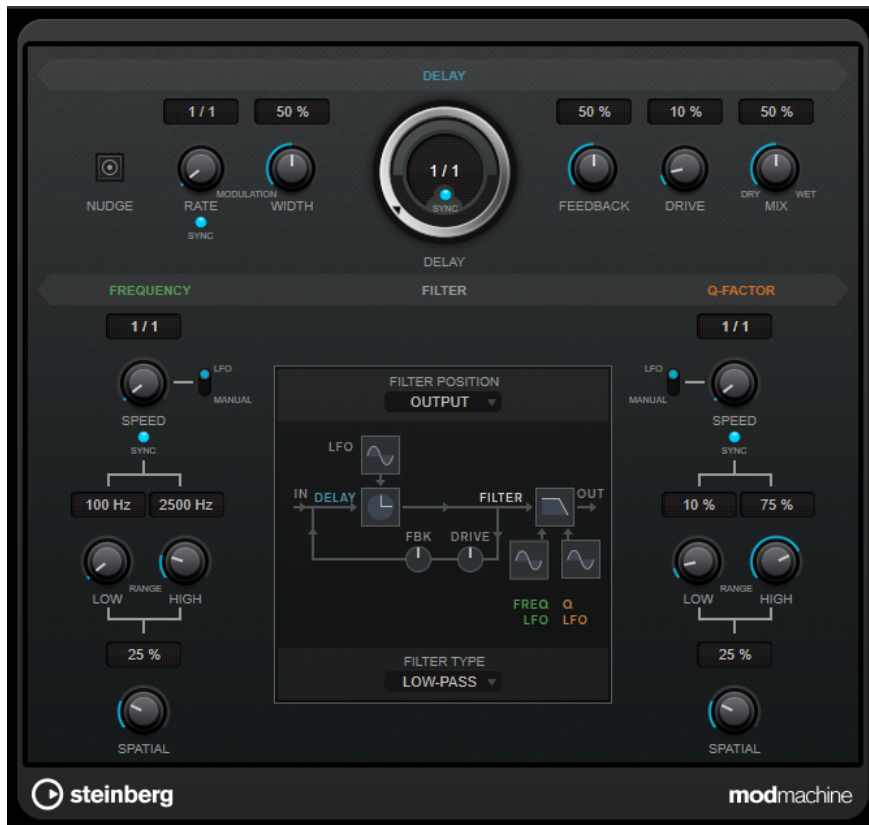 DELAY
1 / 1
50 %
50 %
10 %
50 %
1 / 1
SYNC
NUDGE
RATE
MODULATION
WIDTH
FEEDBACK
DRIVE
DRY
MIX
WET
SYNC
DELAY
FREQUENCY
FILTER
Q-FACTOR
1 / 1
1 / 1
LFO
MANUAL
SPEED
SYNC
LFO
MANUAL
SPEED
SYNC
FILTER POSITION
OUTPUT
LFO
IN
DELAY
FILTER
OUT
FBK
DRIVE
FREQ
LFO
Q
LFO
FILTER TYPE
LOW-PASS
100 Hz
2500 Hz
LOW
RANGE
HIGH
25 %
SPATIAL
10 %
75 %
LOW
RANGE
HIGH
25 %
SPATIAL
steinberg
modmachine